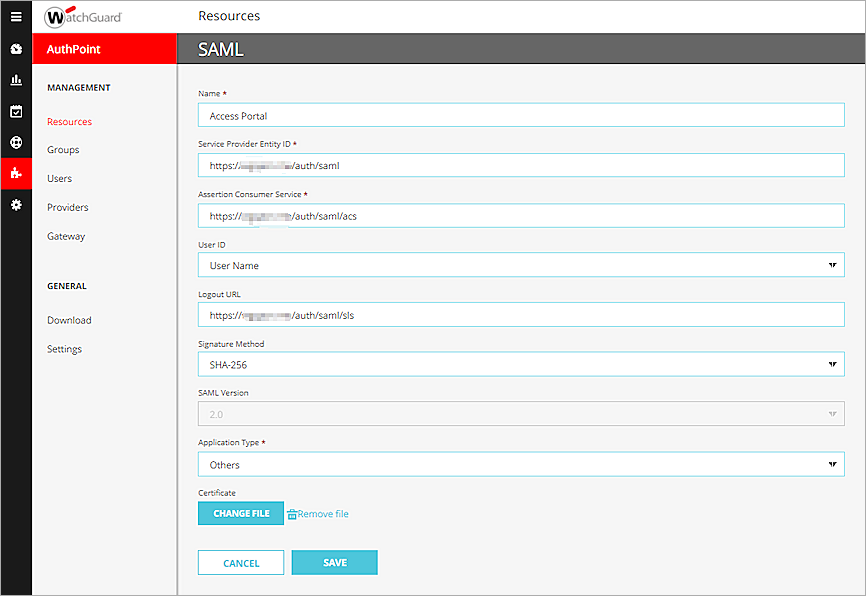 WatchGuard
Resources
AuthPoint
SAML
MANAGEMENT
Resources
Groups
Users
Providers
Gateway
GENERAL
Download
Settings
Name *
Access Portal
Service Provider Entity ID *
https:// /auth/saml
Assertion Consumer Service *
https:// /auth/saml/acs
User ID
User Name
Logout URL
https:// /auth/saml/sls
Signature Method
SHA-256
SAML Version
2.0
Application Type *
Others
Certificate
CHANGE FILE Remove file
CANCEL SAVE